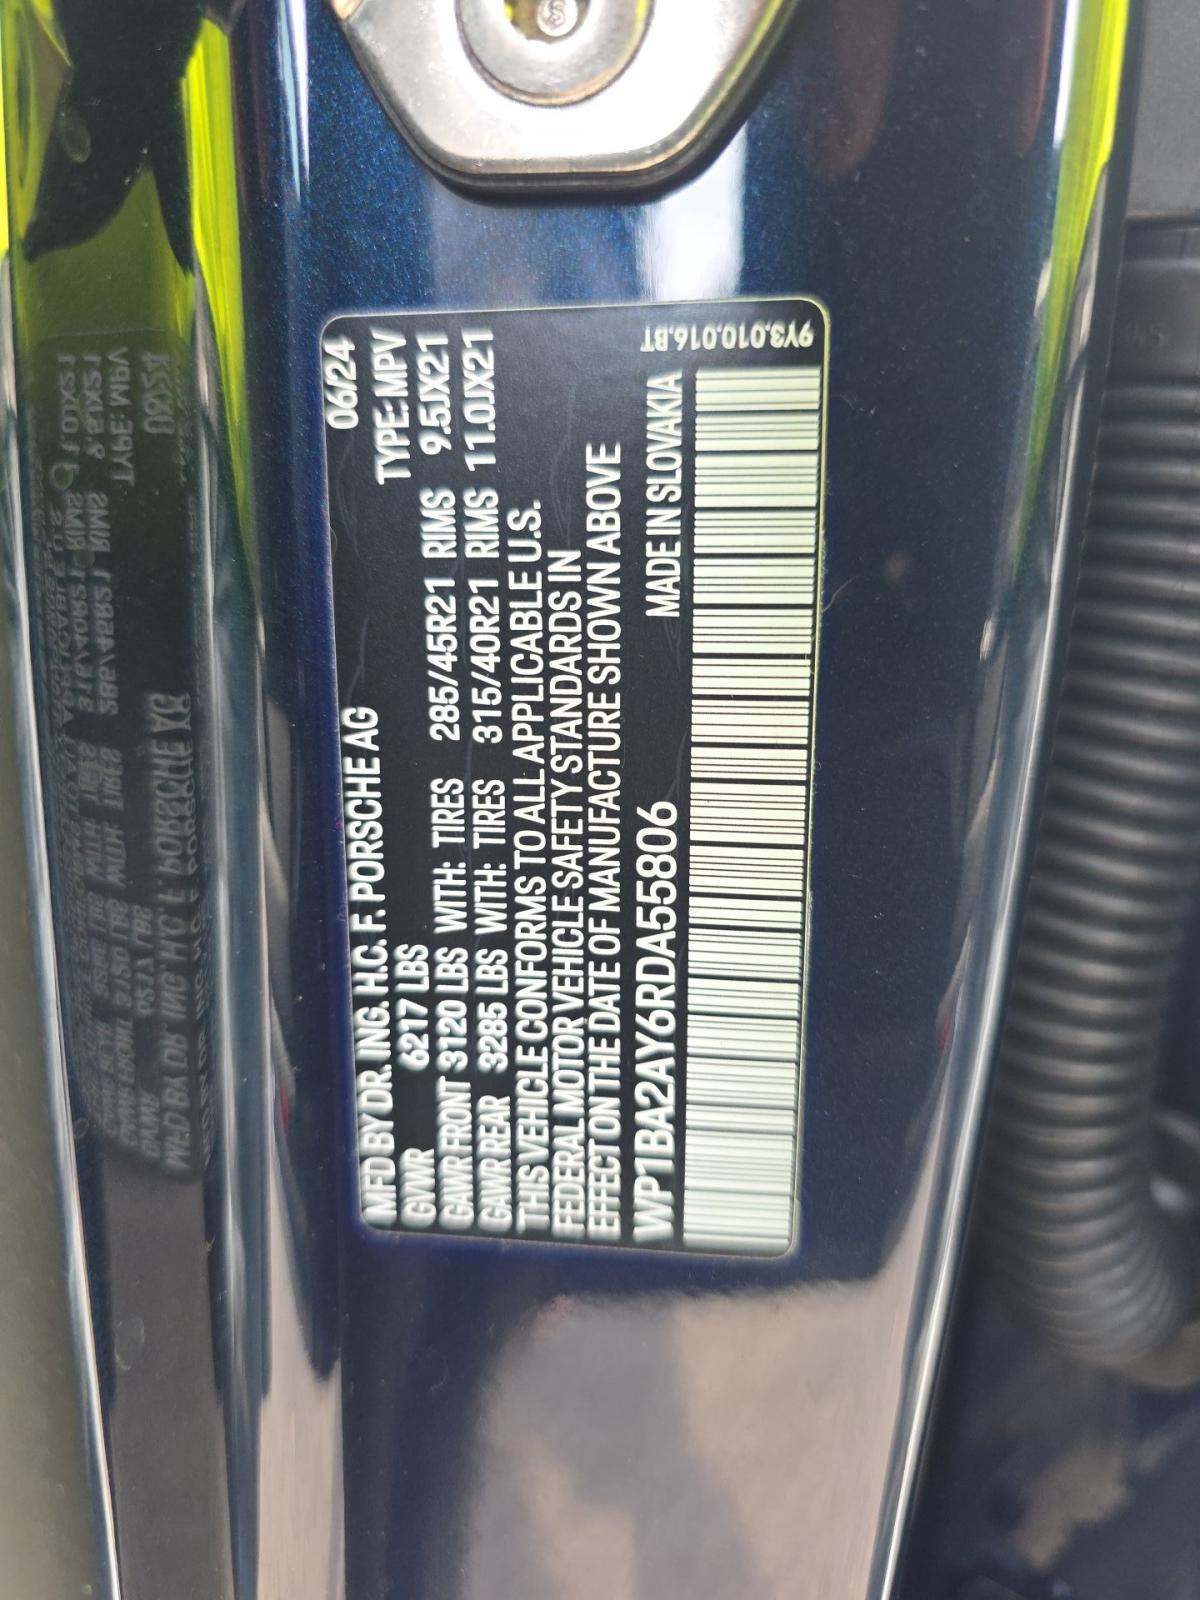 06/24
MFD BY DR. ING. H.C. F. PORSCHE AG
GVWR 6217 LBS TYPE: MPV
GAWR FRONT 3120 LBS WITH: TIRES 285/45R21 RIMS 9.5JX21
GAWR REAR 3285 LBS WITH: TIRES 315/40R21 RIMS 11.0JX21
THIS VEHICLE CONFORMS TO ALL APPLICABLE U.S.
FEDERAL MOTOR VEHICLE SAFETY STANDARDS IN
EFFECT ON THE DATE OF MANUFACTURE SHOWN ABOVE
WP1BA2AY6RDA55806 MADE IN SLOVAKIA
9Y3.010.016.BT